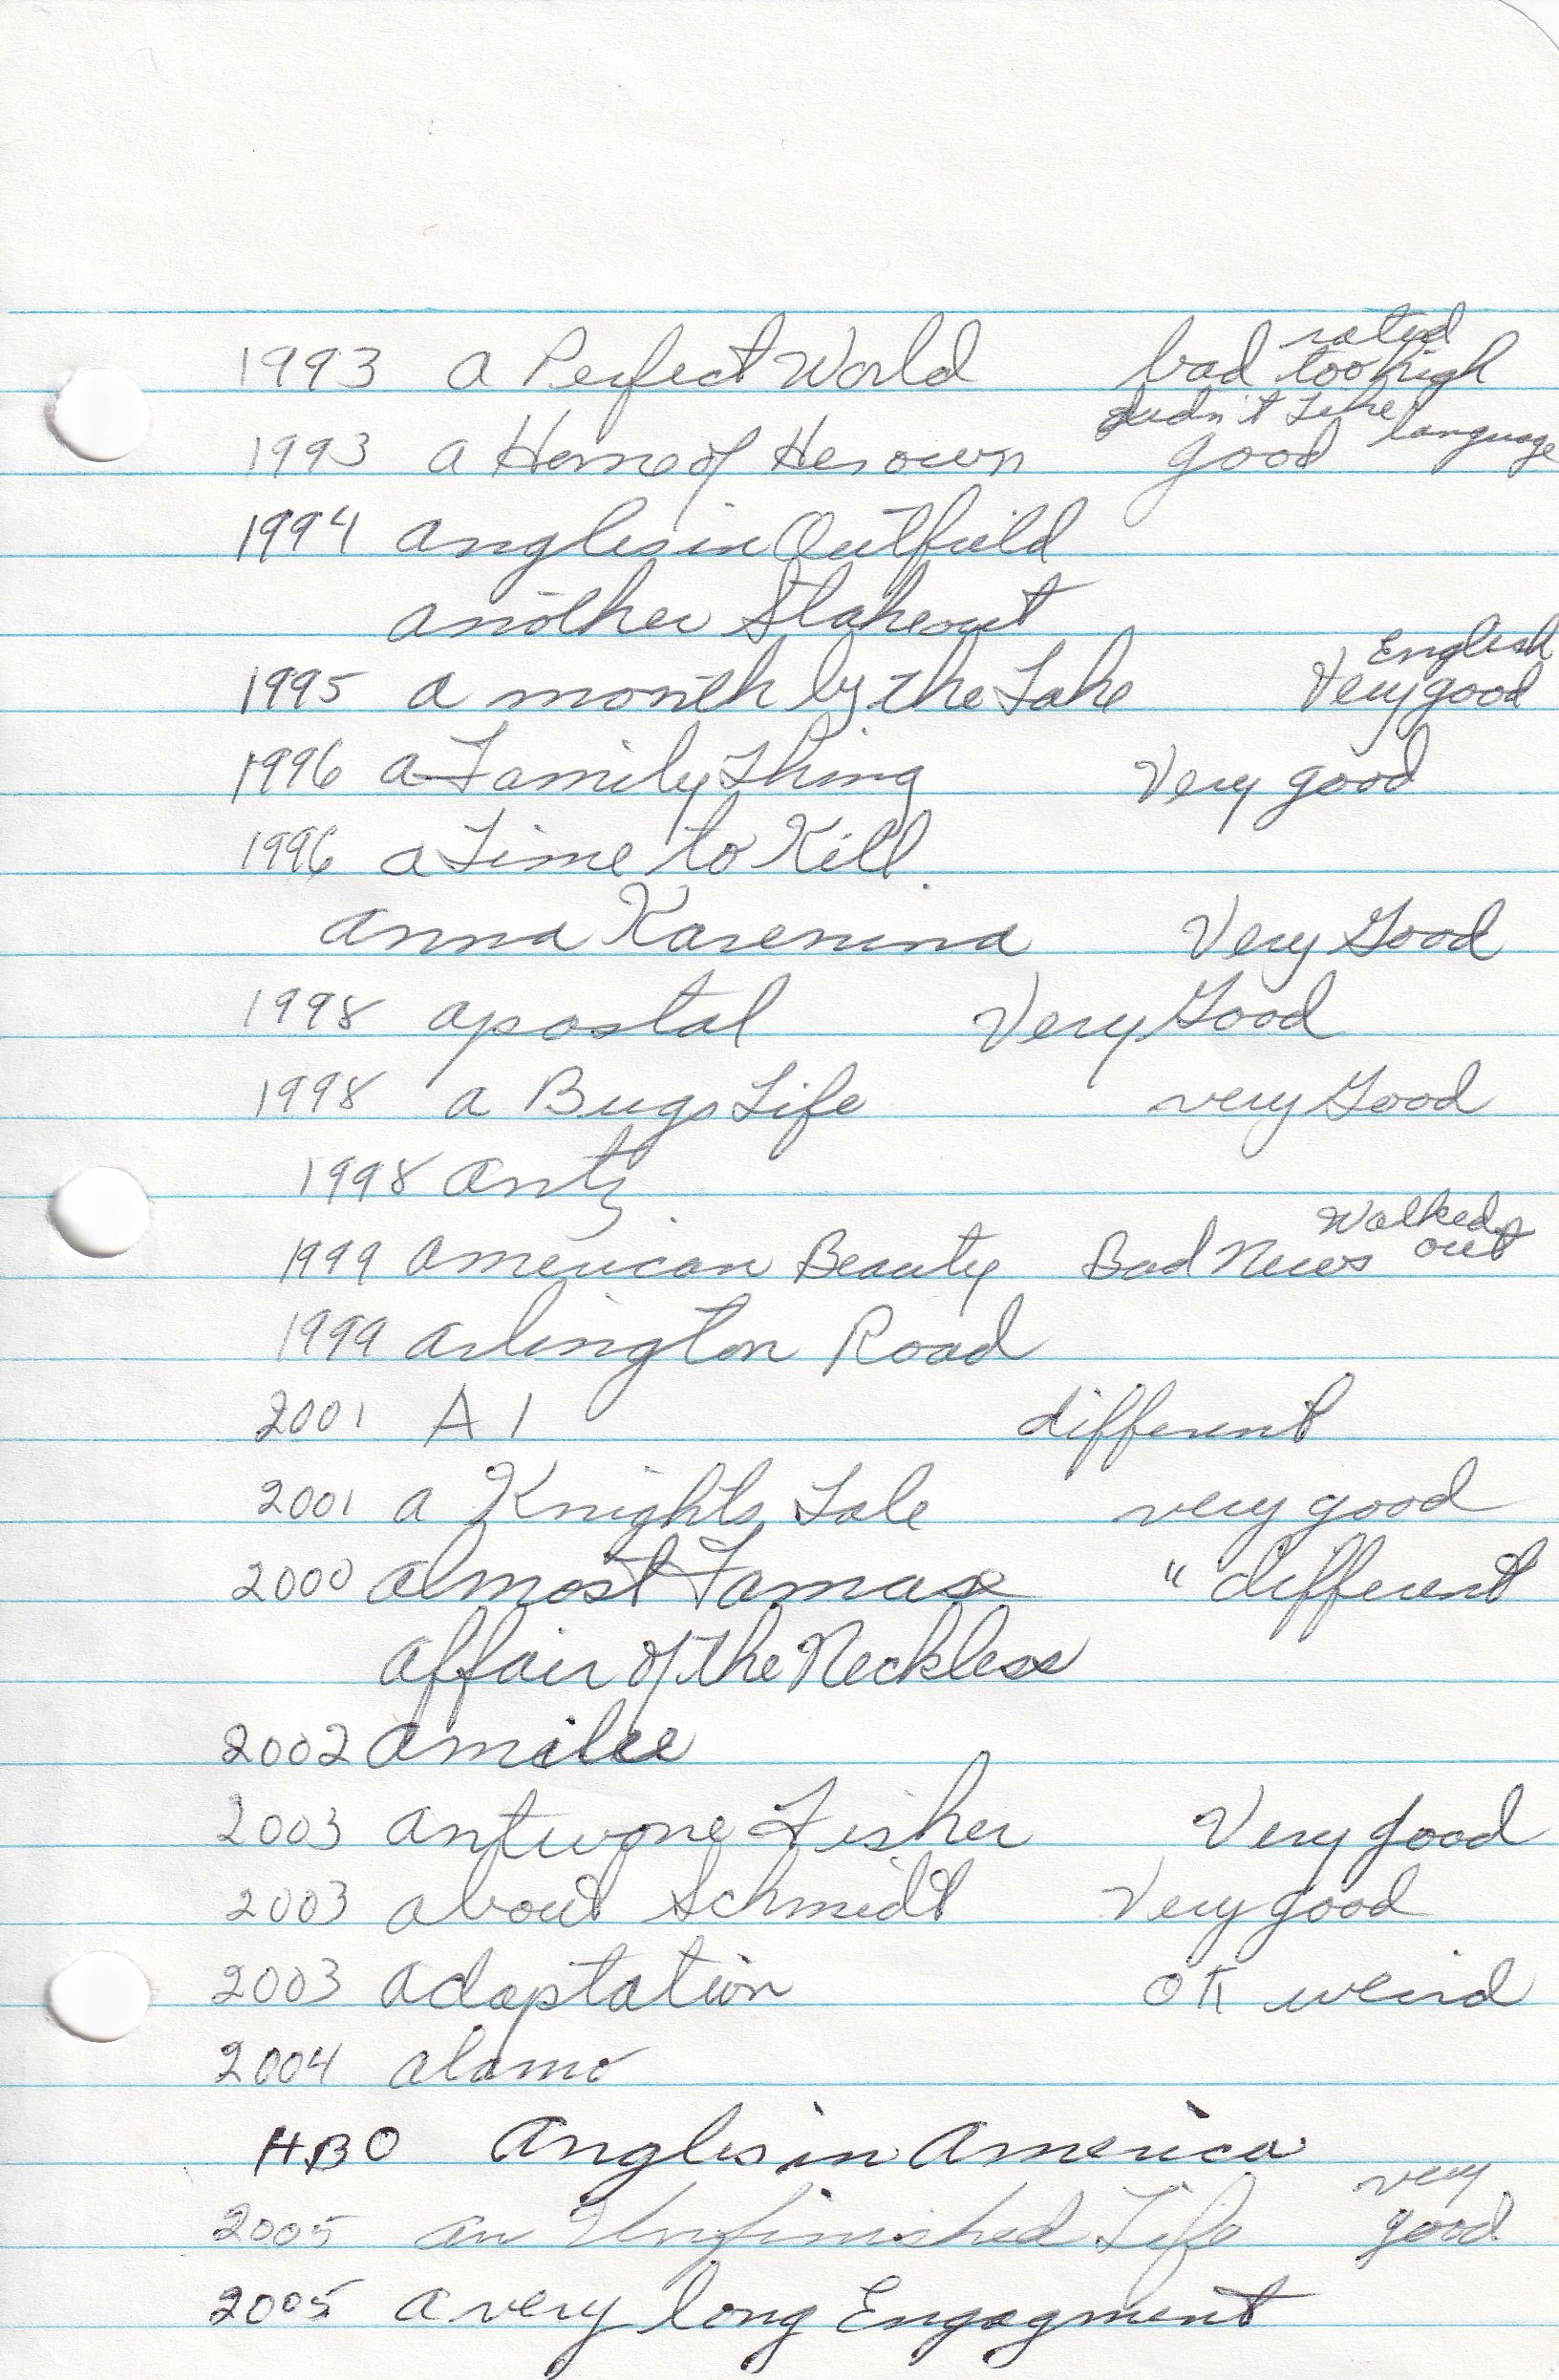 1993 a Perfect World bad rated too high
1993 a Home of Her own didn't Like language good
1994 angles in Outfield
another Stakeout
1995 a month by the Lake English Very good
1996 a Family Thing Very good
1996 a Time to Kill
anna Karenina Very Good
1998 apostal Very Good
1998 a Bugs Life very Good
1998 antz
1999 american Beauty Bad News Walked out
1999 arlington Road
2001 A I different
2001 a Knights Tale very good
2000 almost Famous " different
affair of the Neckless
2002 amilee
2003 antwone Fisher Very good
2003 about Schmidt Very good
2003 adaptation OK weird
2004 alamo
HBO angles in america
2005 an Unfinished Life very good
2005 a very long Engagment